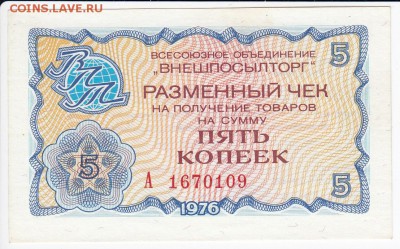 COINS.LAVE.RU
ВСЕСОЮЗНОЕ ОБЪЕДИНЕНИЕ
5
„ВНЕШПОСЫЛТОРГ"
ВПТ
РАЗМЕННЫЙ ЧЕК
НА ПОЛУЧЕНИЕ ТОВАРОВ
НА СУММУ
ПЯТЬ
КОПЕЕК
5
А 1670109
5
1976